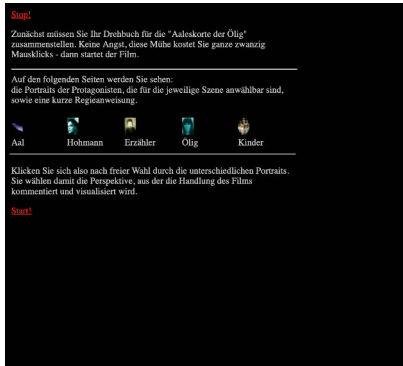 Stop!
Zunächst müssen Sie Ihr Drehbuch für die "Aaleskorte der Ölig"
zusammenstellen. Keine Angst, diese Mühe kostet Sie ganze zwanzig
Mausklicks - dann startet der Film.
Auf den folgenden Seiten werden Sie sehen:
die Portraits der Protagonisten, die für die jeweilige Szene anwählbar sind,
sowie eine kurze Regieanweisung.
Aal Hohmann Erzähler Ölig Kinder
Klicken Sie sich also nach freier Wahl durch die unterschiedlichen Portraits.
Sie wählen damit die Perspektive, aus der die Handlung des Films
kommentiert und visualisiert wird.
Start!